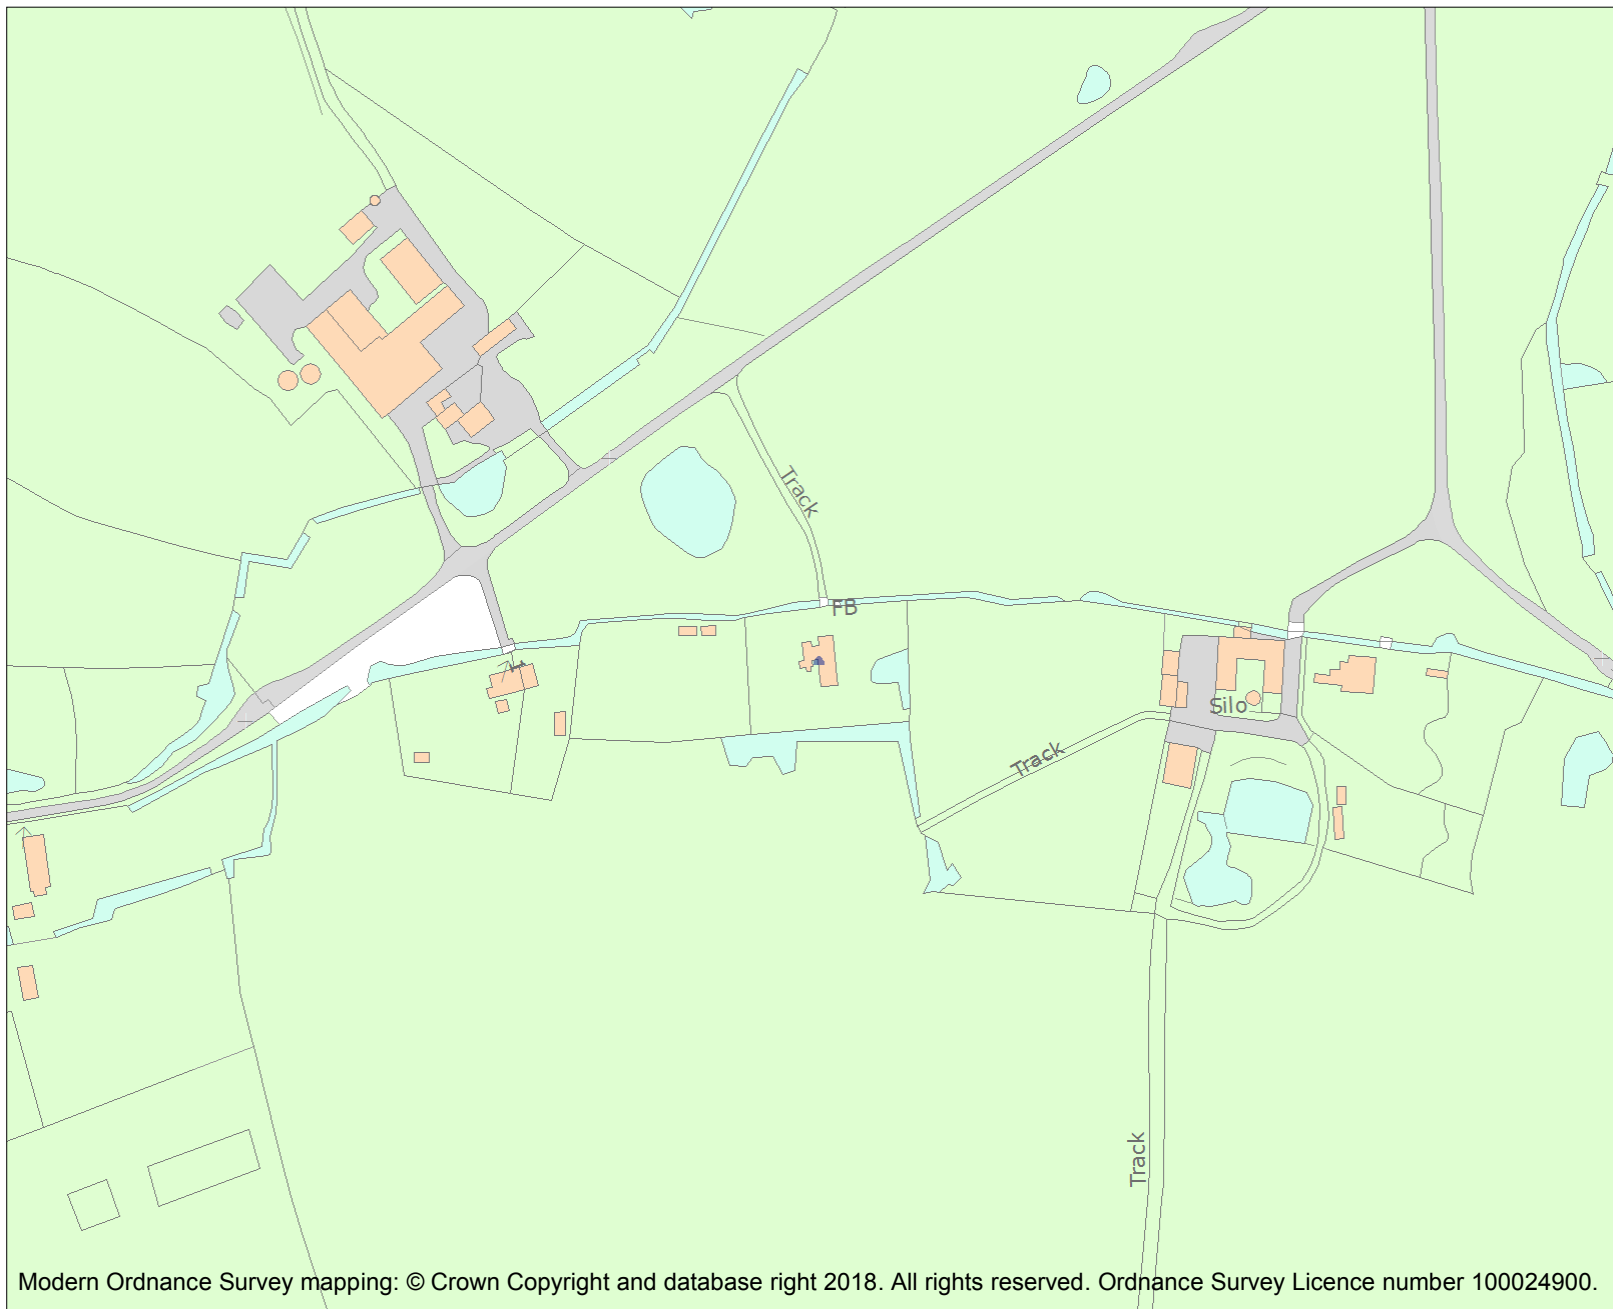 Track
FB
Silo
Track
Track
Modern Ordnance Survey mapping: © Crown Copyright and database right 2018. All rights reserved. Ordnance Survey Licence number 100024900.